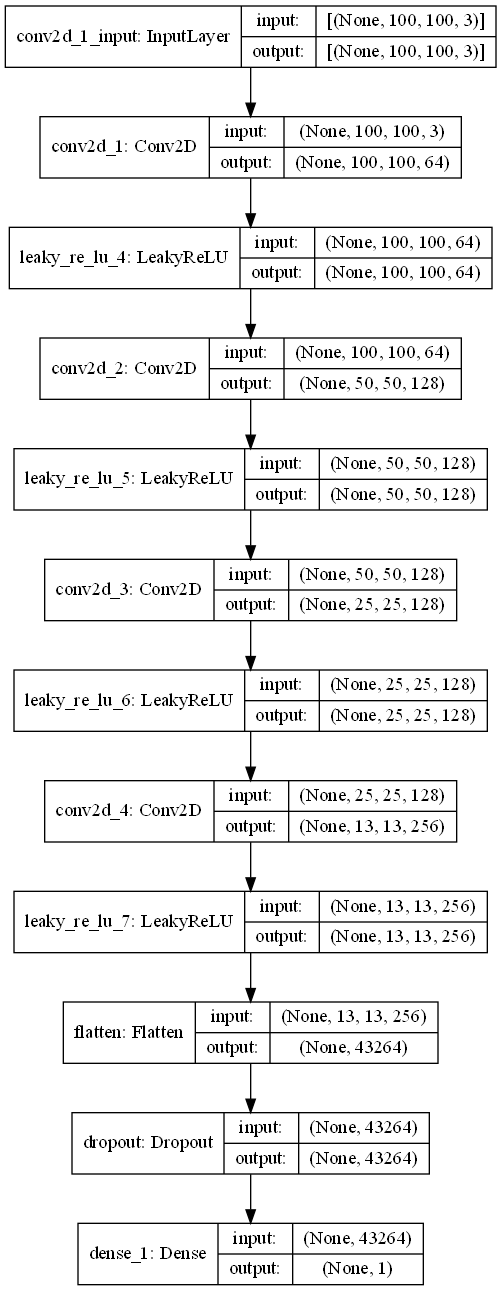 conv2d_1_input: InputLayer
input: [(None, 100, 100, 3)]
output: [(None, 100, 100, 3)]
conv2d_1: Conv2D
input: (None, 100, 100, 3)
output: (None, 100, 100, 64)
leaky_re_lu_4: LeakyReLU
input: (None, 100, 100, 64)
output: (None, 100, 100, 64)
conv2d_2: Conv2D
input: (None, 100, 100, 64)
output: (None, 50, 50, 128)
leaky_re_lu_5: LeakyReLU
input: (None, 50, 50, 128)
output: (None, 50, 50, 128)
conv2d_3: Conv2D
input: (None, 50, 50, 128)
output: (None, 25, 25, 128)
leaky_re_lu_6: LeakyReLU
input: (None, 25, 25, 128)
output: (None, 25, 25, 128)
conv2d_4: Conv2D
input: (None, 25, 25, 128)
output: (None, 13, 13, 256)
leaky_re_lu_7: LeakyReLU
input: (None, 13, 13, 256)
output: (None, 13, 13, 256)
flatten: Flatten
input: (None, 13, 13, 256)
output: (None, 43264)
dropout: Dropout
input: (None, 43264)
output: (None, 43264)
dense_1: Dense
input: (None, 43264)
output: (None, 1)